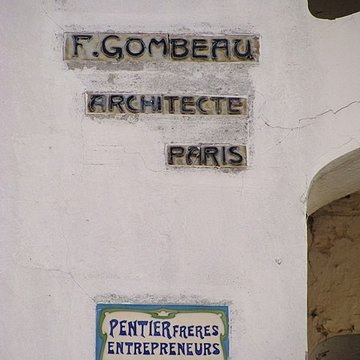 F. GOMBEAU
ARCHITECTE
PARIS
PENTIER FRERES
ENTREPRENEURS